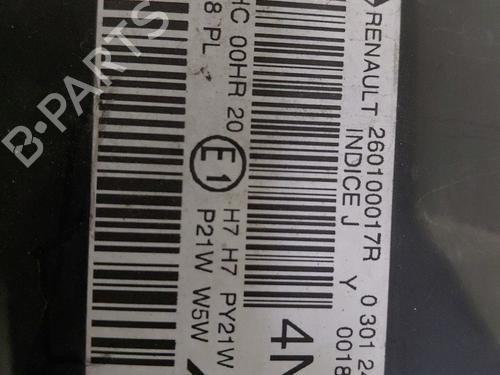 RENAULT 260100017R 0 301 24
INDICE J Y 0018
4N
HC 00HR 20 E1 H7 H7 PY21W
8 PL P21W W5W
B-PARTS